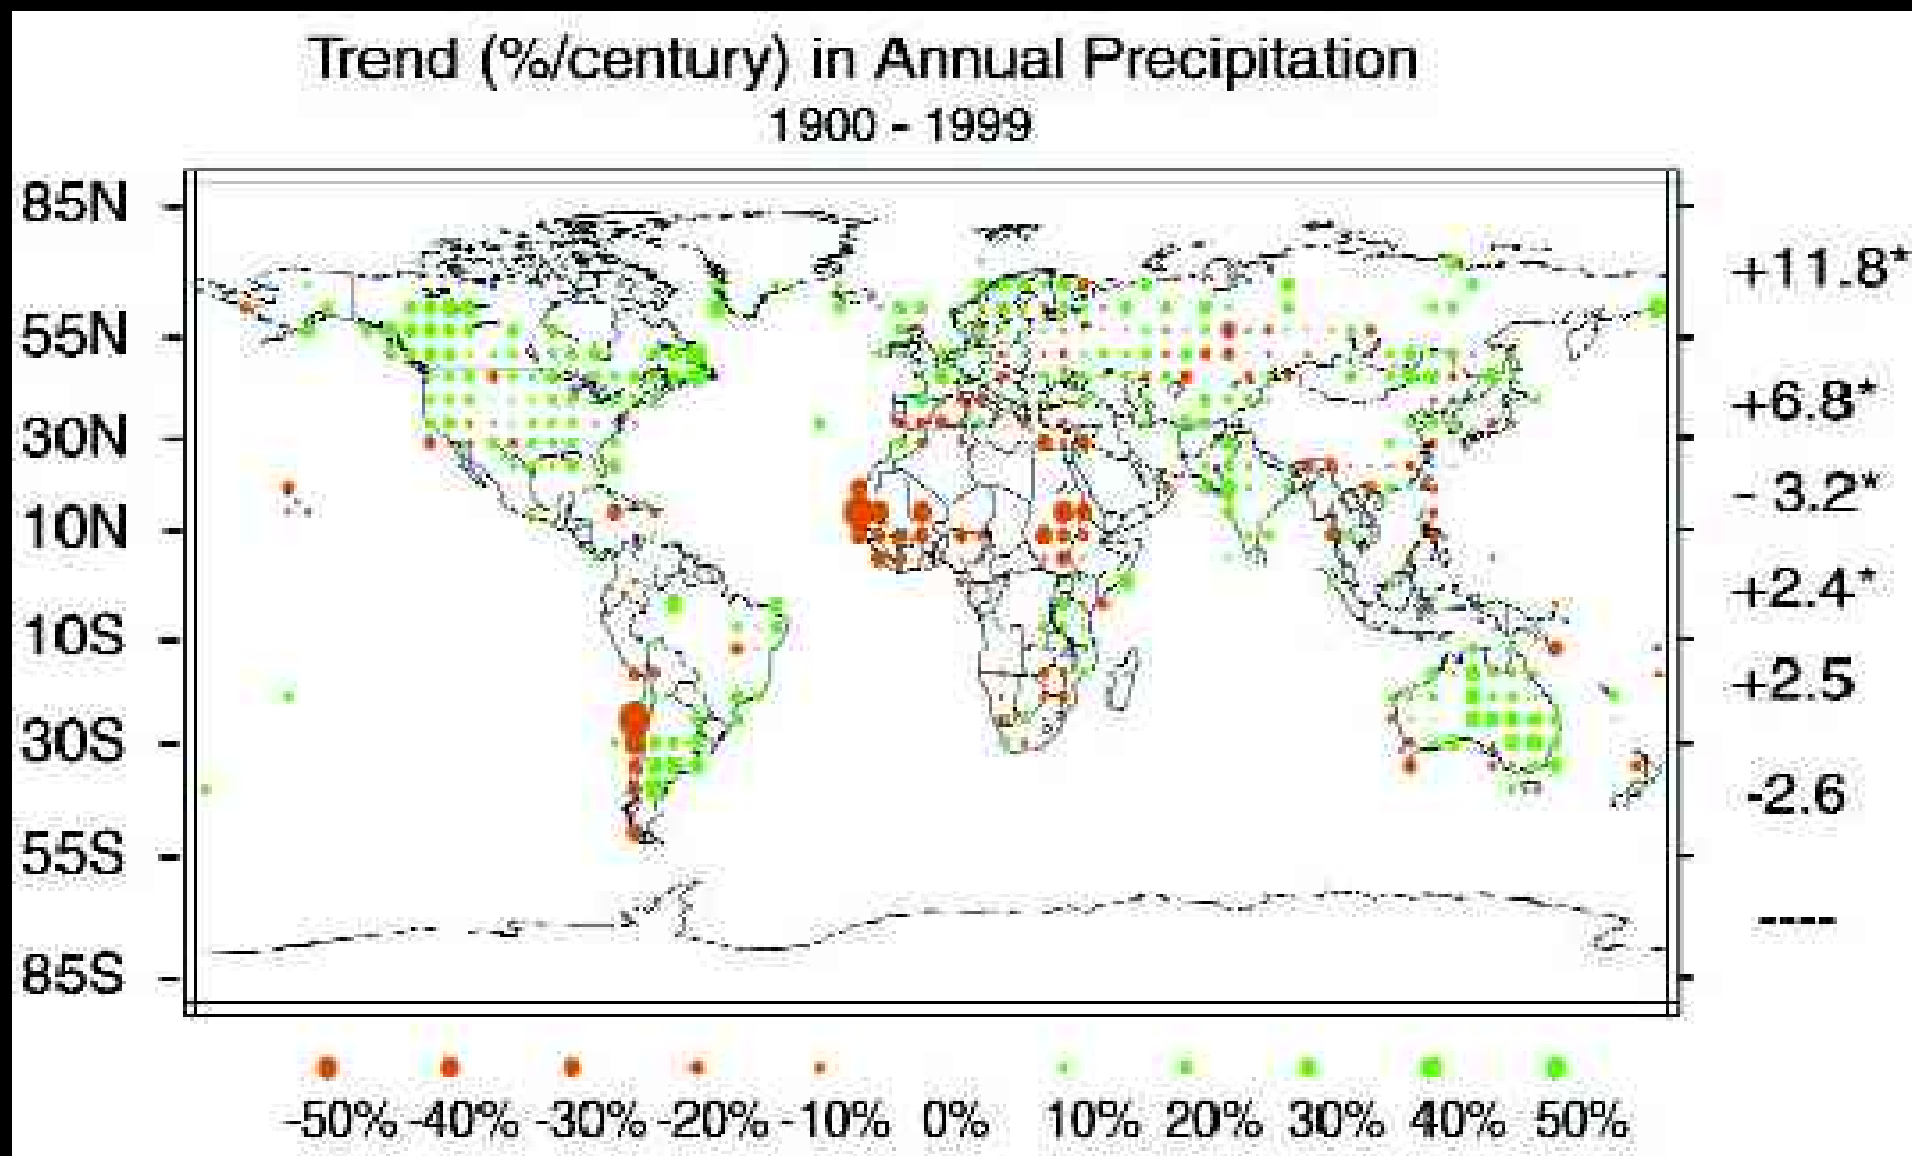 Trend (%/century) in Annual Precipitation
1900 - 1999
85N
+11.8*
55N
+6.8*
30N
- 3.2*
10N
+2.4*
10S
+2.5
30S
-2.6
55S
----
85S
-50% -40% -30% -20% -10% 0% 10% 20% 30% 40% 50%